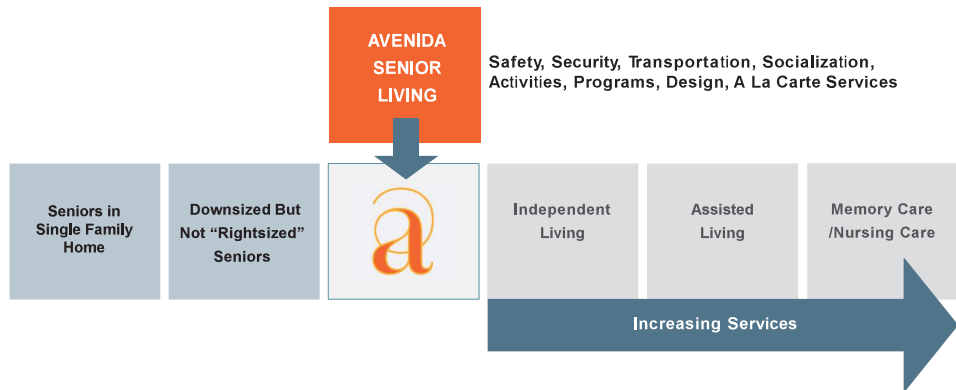 AVENIDA
SENIOR
LIVING
Safety, Security, Transportation, Socialization,
Activities, Programs, Design, A La Carte Services
Seniors in
Single Family
Home
Downsized But
Not “Rightsized”
Seniors
a
Independent
Living
Assisted
Living
Memory Care
/Nursing Care
Increasing Services